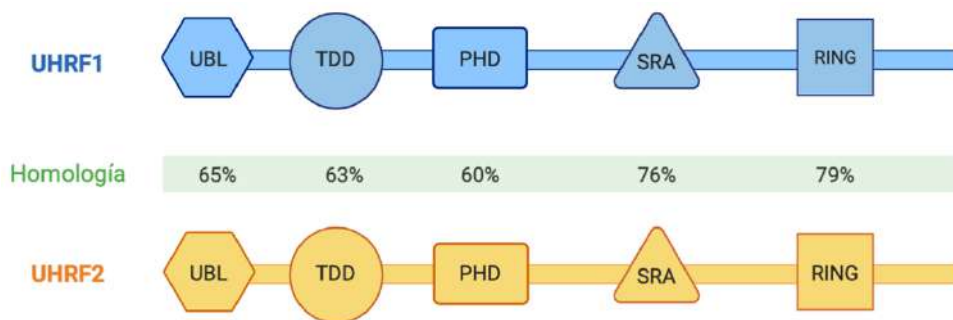 UHRF1 UBL TDD PHD SRA RING
Homología 65% 63% 60% 76% 79%
UHRF2 UBL TDD PHD SRA RING